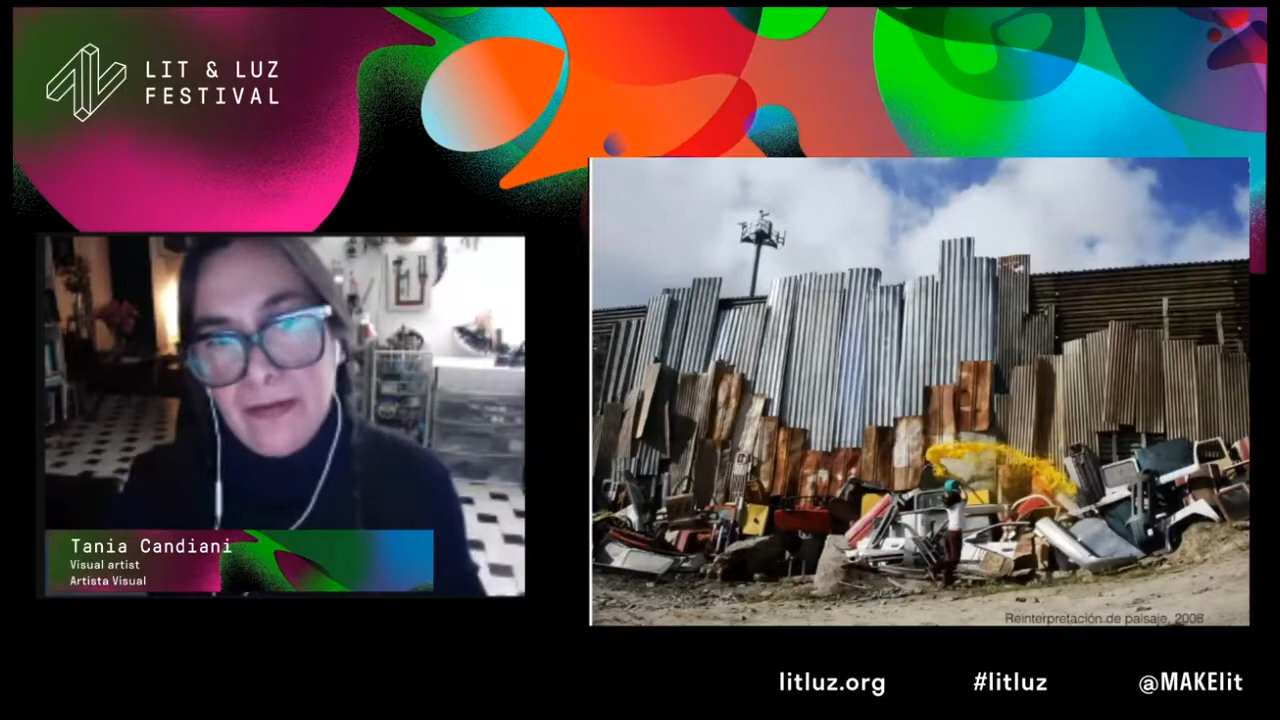 LIT & LUZ
FESTIVAL
Tania Candiani
Visual artist
Artista Visual
Reinterpretación de paisaje, 2008
litluz.org
#litluz
@MAKElit